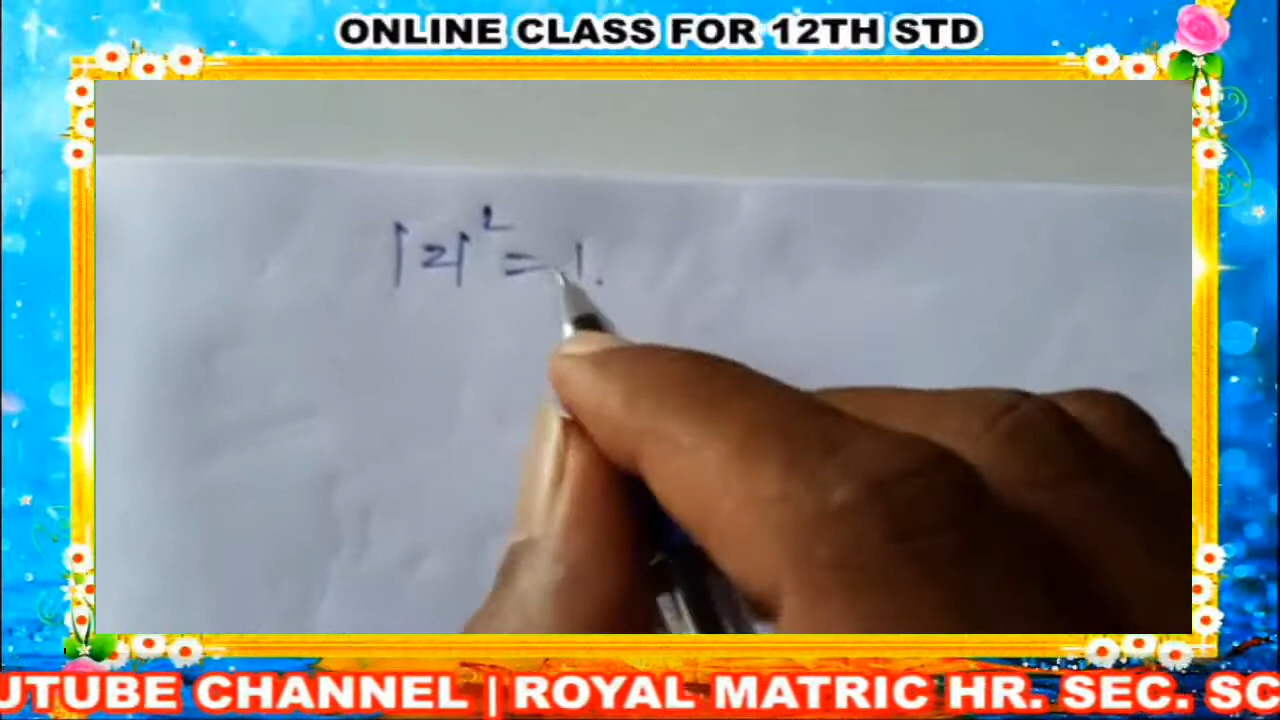 ONLINE CLASS FOR 12TH STD
|z|² = 1.
UTUBE CHANNEL | ROYAL MATRIC HR. SEC. SC